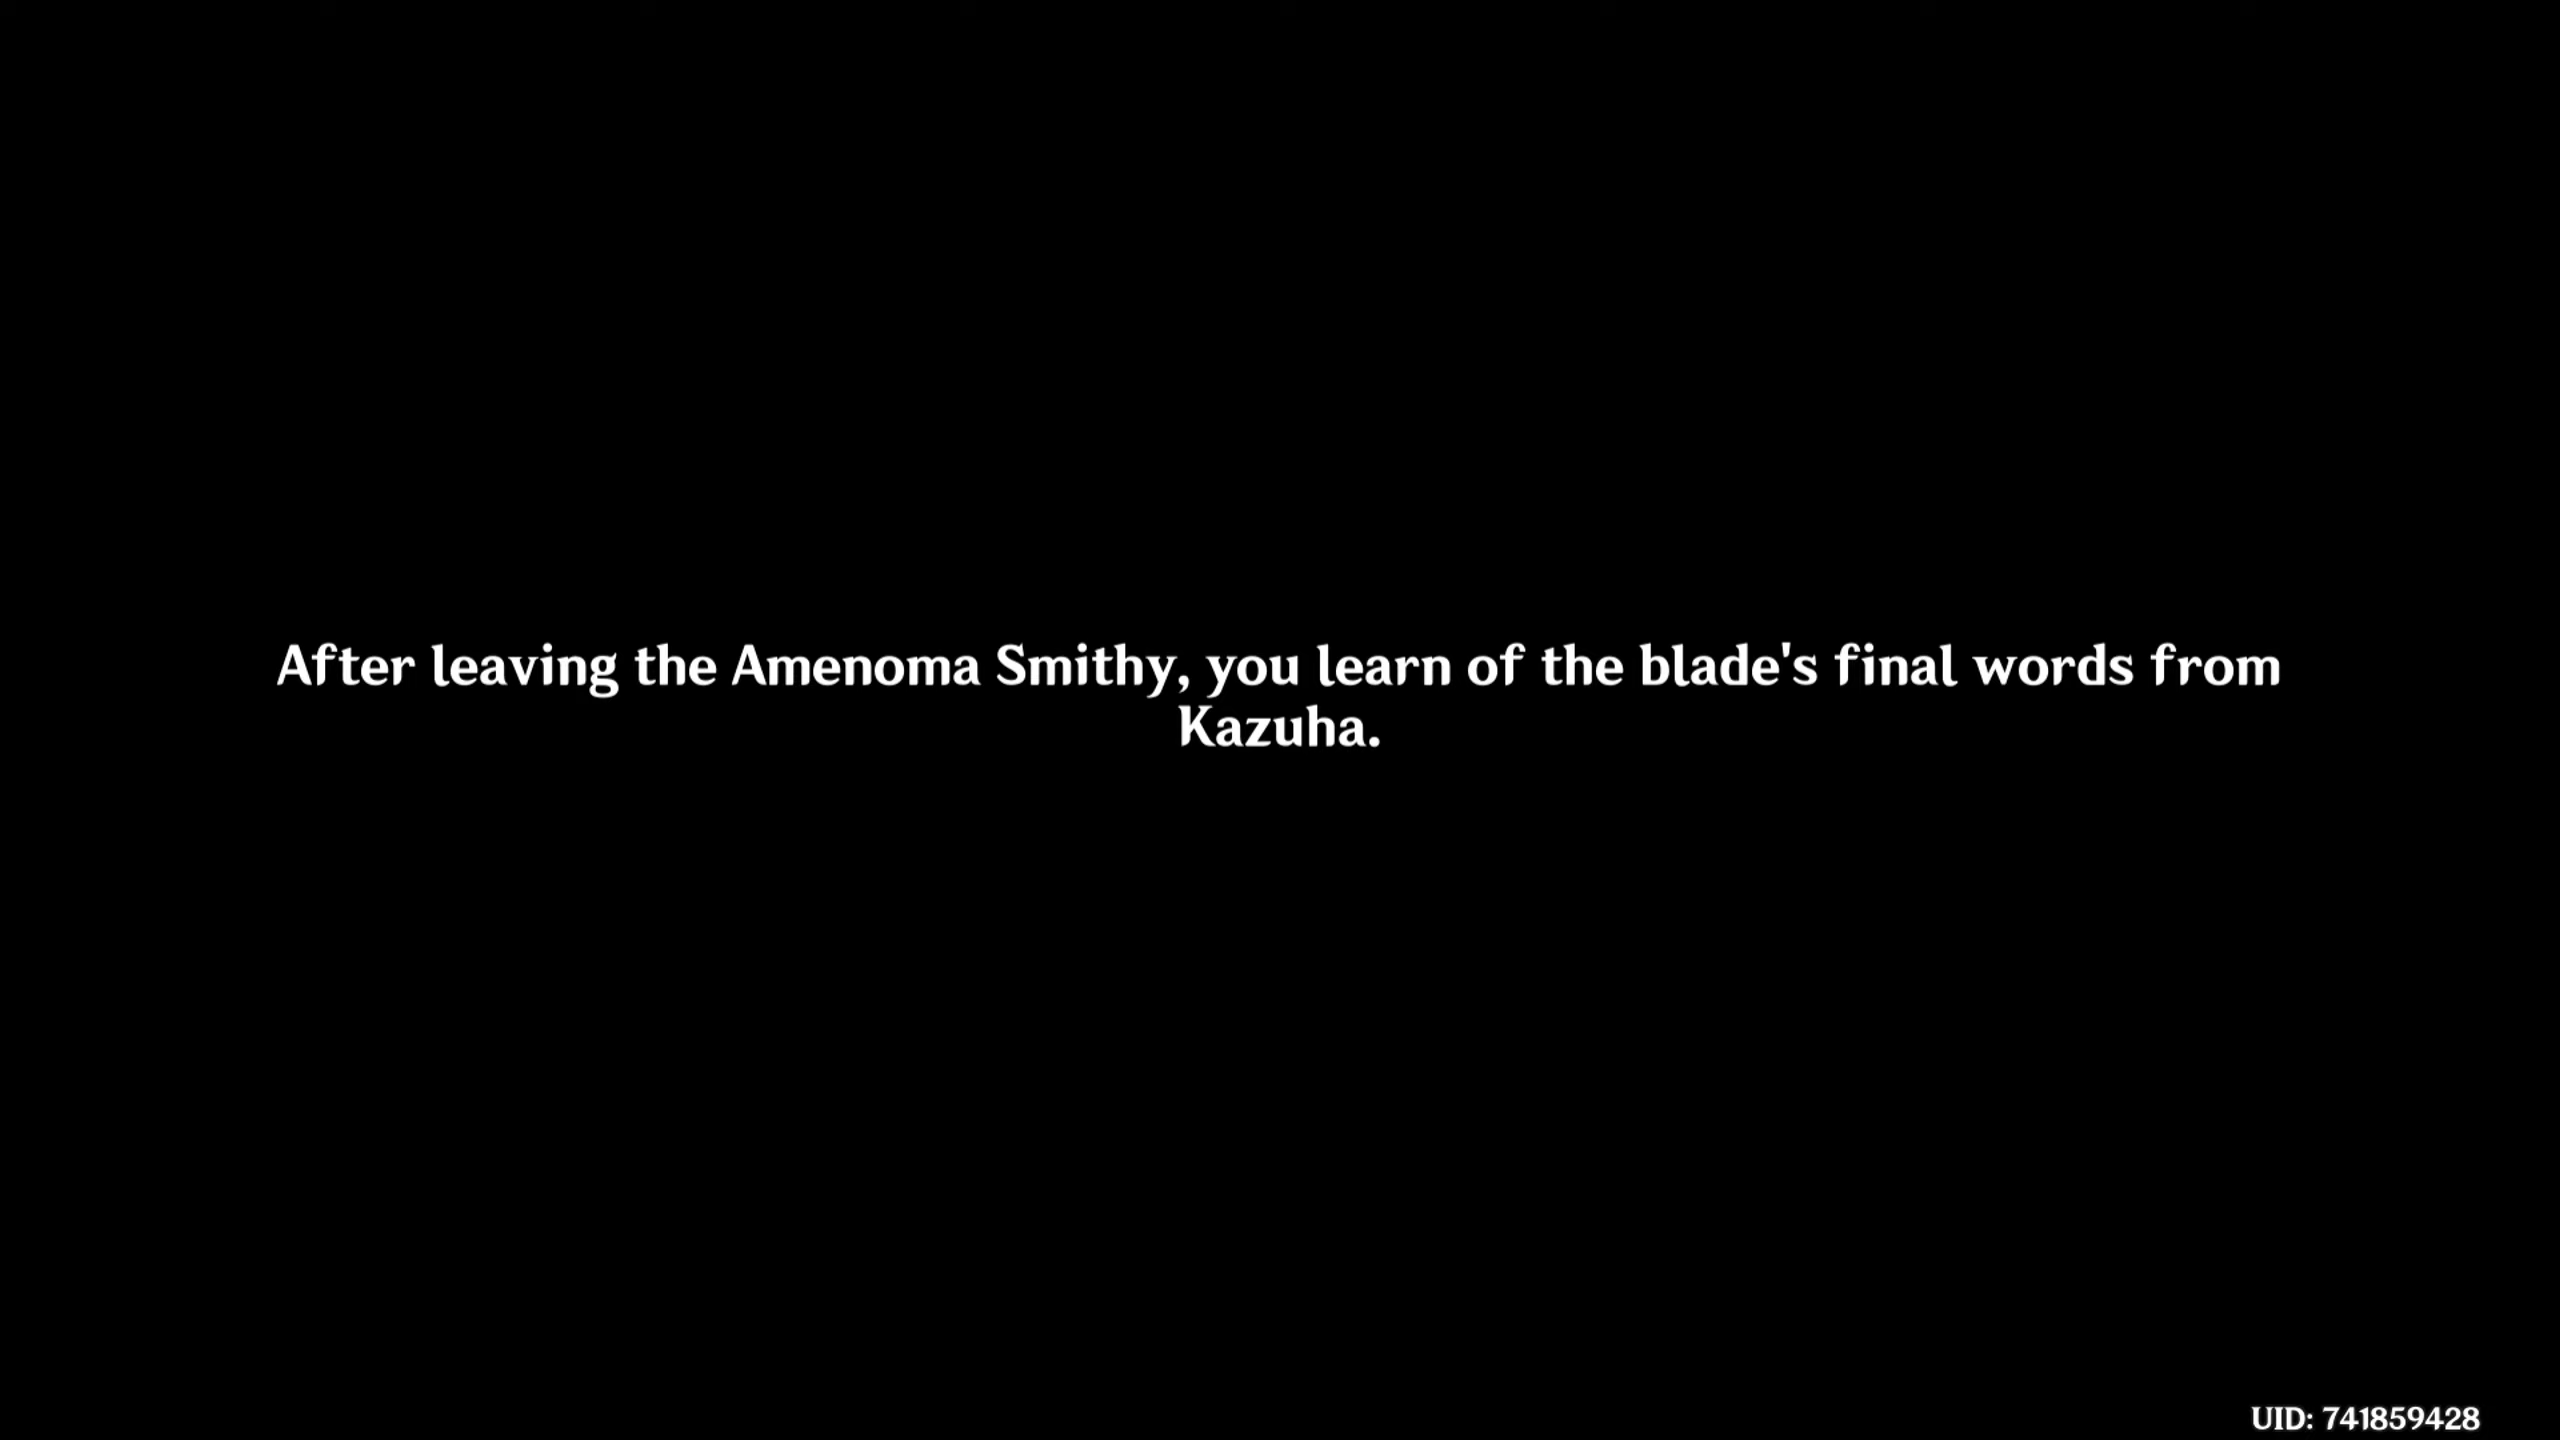 After leaving the Amenoma Smithy, you learn of the blade's final words from
Kazuha.
UID: 741859428